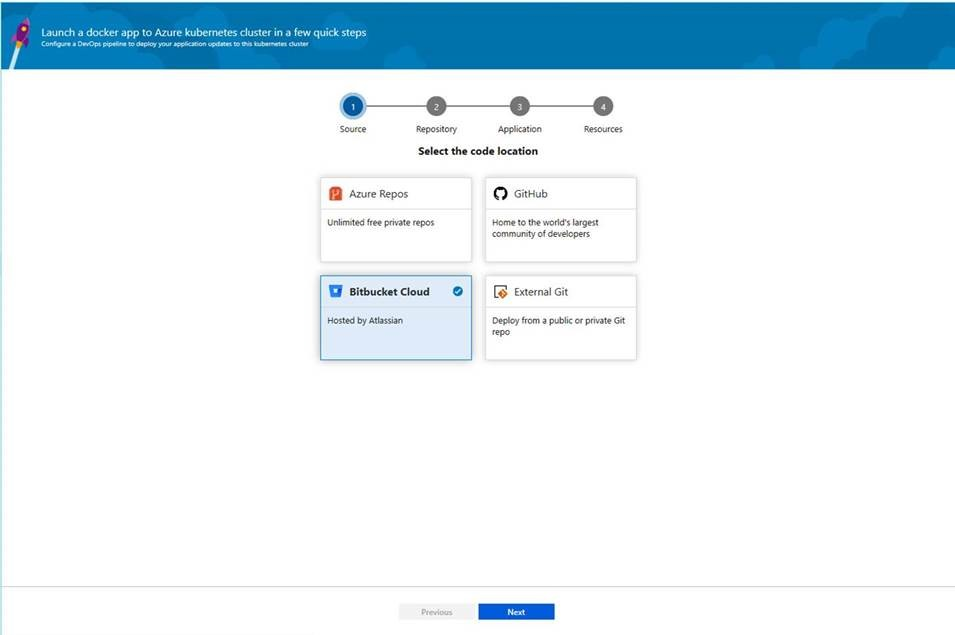 Launch a docker app to Azure kubernetes cluster in a few quick steps
Configure a DevOps pipeline to deploy your application updates to this kubernetes cluster
1
2
3
4
Source
Repository
Application
Resources
Select the code location
Azure Repos
Unlimited free private repos
GitHub
Home to the world's largest
community of developers
Bitbucket Cloud
Hosted by Atlassian
External Git
Deploy from a public or private Git
repo
Previous
Next